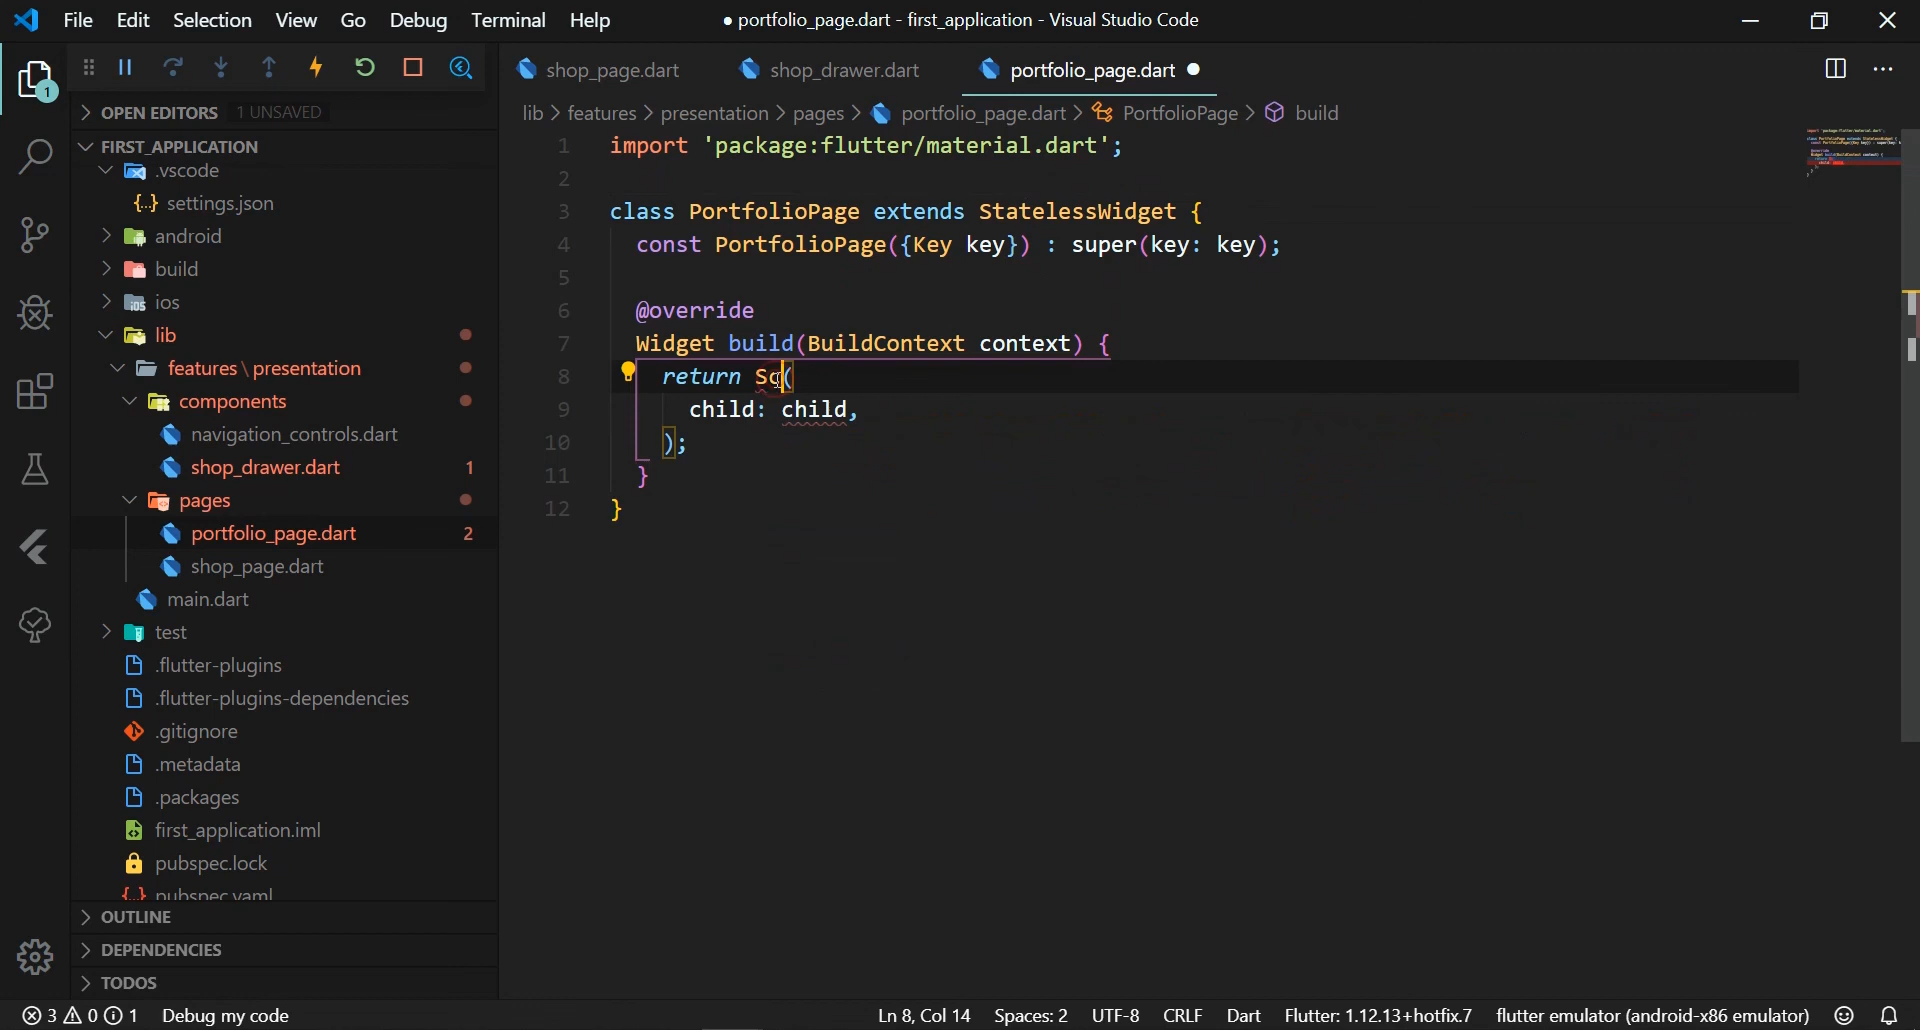 File Edit Selection View Go Debug Terminal Help
● portfolio_page.dart - first_application - Visual Studio Code
1
OPEN EDITORS 1 UNSAVED
FIRST_APPLICATION
.vscode
{..} settings.json
android
build
ios
lib
features \ presentation
components
navigation_controls.dart
shop_drawer.dart 1
pages
portfolio_page.dart 2
shop_page.dart
main.dart
test
.flutter-plugins
.flutter-plugins-dependencies
.gitignore
.metadata
.packages
first_application.iml
pubspec.lock
{..} pubspec.yaml
OUTLINE
DEPENDENCIES
TODOS
shop_page.dart shop_drawer.dart portfolio_page.dart ●
lib > features > presentation > pages > portfolio_page.dart > PortfolioPage > build
1 import 'package:flutter/material.dart';
2
3 class PortfolioPage extends StatelessWidget {
4 const PortfolioPage({Key key}) : super(key: key);
5
6 @override
7 Widget build(BuildContext context) {
8 return Sc(
9 child: child,
10 );
11 }
12 }
3 0 1 Debug my code
Ln 8, Col 14 Spaces: 2 UTF-8 CRLF Dart Flutter: 1.12.13+hotfix.7 flutter emulator (android-x86 emulator)